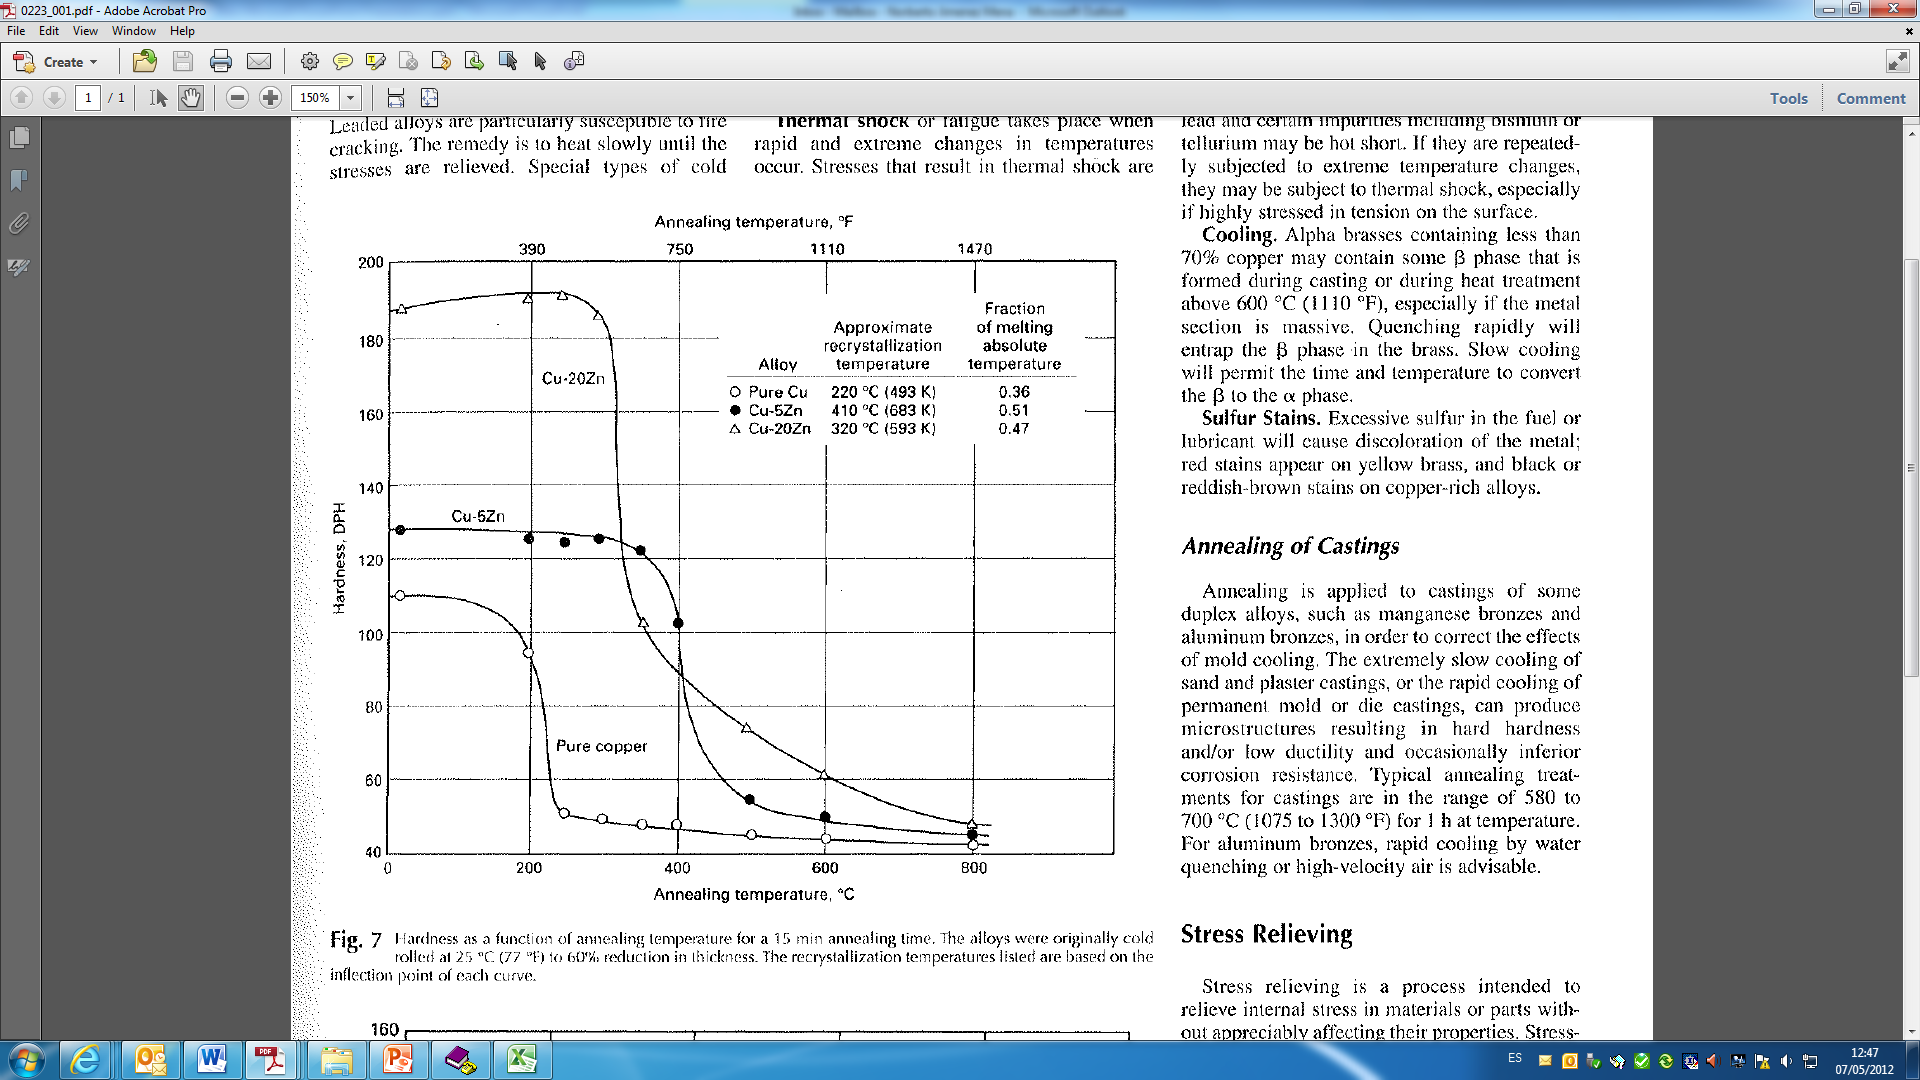 0223_001.pdf - Adobe Acrobat Pro
File Edit View Window Help
Create
1 / 1
150%
Tools
Comment
Leaded alloys are particularly susceptible to fire
cracking. The remedy is to heat slowly until the
stresses are relieved. Special types of cold
Thermal shock or fatigue takes place when
rapid and extreme changes in temperatures
occur. Stresses that result in thermal shock are
Annealing temperature, °F
390 750 1110 1470
200
180
160
140
120
100
80
60
40
Hardness, DPH
Cu-20Zn
Cu-5Zn
Pure copper
Alloy
Approximate
recrystallization
temperature
Fraction
of melting
absolute
temperature
Pure Cu 220 °C (493 K) 0.36
Cu-5Zn 410 °C (683 K) 0.51
Cu-20Zn 320 °C (593 K) 0.47
0 200 400 600 800
Annealing temperature, °C
Fig. 7 Hardness as a function of annealing temperature for a 15 min annealing time. The alloys were originally cold
rolled at 25 °C (77 °F) to 60% reduction in thickness. The recrystallization temperatures listed are based on the
inflection point of each curve.
160
lead and certain impurities including bismuth or
tellurium may be hot short. If they are repeated-
ly subjected to extreme temperature changes,
they may be subject to thermal shock, especially
if highly stressed in tension on the surface.
Cooling. Alpha brasses containing less than
70% copper may contain some β phase that is
formed during casting or during heat treatment
above 600 °C (1110 °F), especially if the metal
section is massive. Quenching rapidly will
entrap the β phase in the brass. Slow cooling
will permit the time and temperature to convert
the β to the α phase.
Sulfur Stains. Excessive sulfur in the fuel or
lubricant will cause discoloration of the metal;
red stains appear on yellow brass, and black or
reddish-brown stains on copper-rich alloys.
Annealing of Castings
Annealing is applied to castings of some
duplex alloys, such as manganese bronzes and
aluminum bronzes, in order to correct the effects
of mold cooling. The extremely slow cooling of
sand and plaster castings, or the rapid cooling of
permanent mold or die castings, can produce
microstructures resulting in hard hardness
and/or low ductility and occasionally inferior
corrosion resistance. Typical annealing treat-
ments for castings are in the range of 580 to
700 °C (1075 to 1300 °F) for 1 h at temperature.
For aluminum bronzes, rapid cooling by water
quenching or high-velocity air is advisable.
Stress Relieving
Stress relieving is a process intended to
relieve internal stress in materials or parts with-
out appreciably affecting their properties. Stress-
ES
12:47
07/05/2012